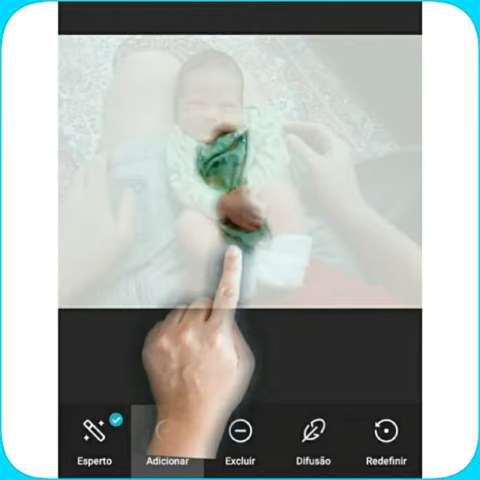 Esperto
Adicionar
Excluir
Difusão
Redefinir